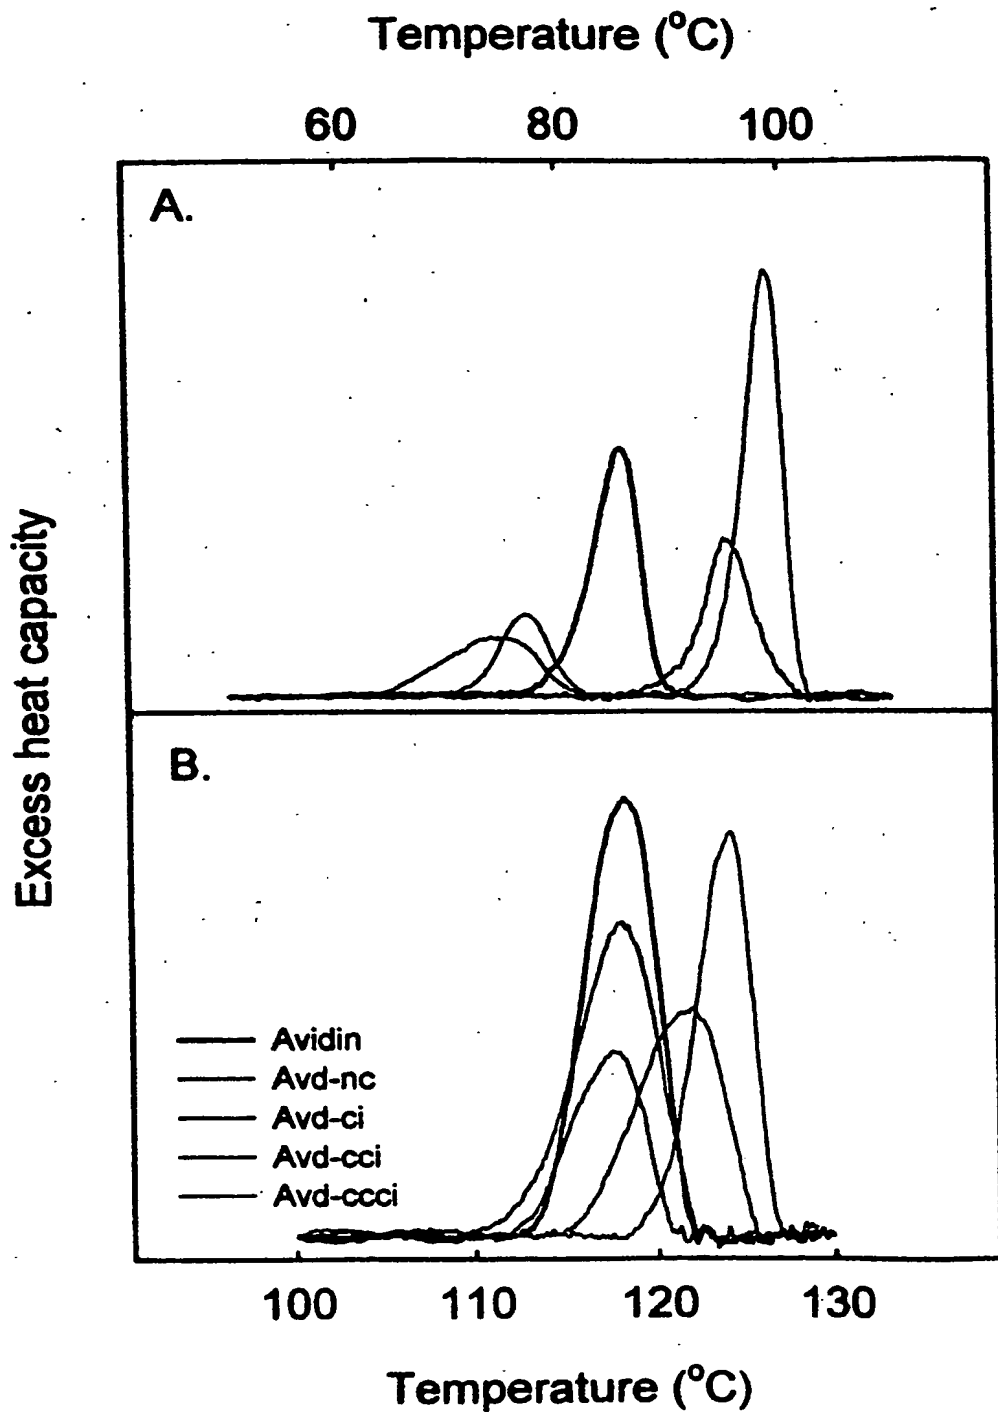 Temperature (°C)
60 80 100
A.
Excess heat capacity
B.
Avidin
Avd-nc
Avd-ci
Avd-cci
Avd-ccci
100 110 120 130
Temperature (°C)